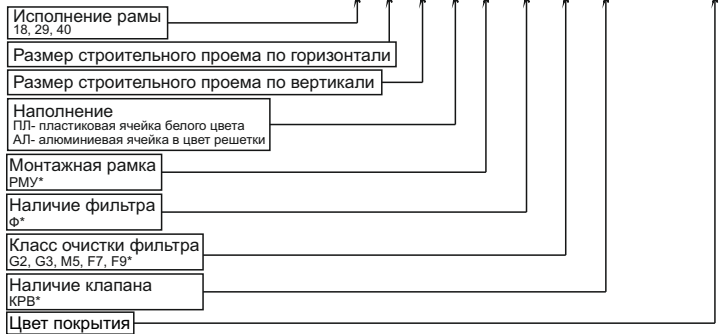 Исполнение рамы
18, 29, 40
Размер строительного проема по горизонтали
Размер строительного проема по вертикали
Наполнение
ПЛ- пластиковая ячейка белого цвета
АЛ- алюминиевая ячейка в цвет решетки
Монтажная рамка
РМУ*
Наличие фильтра
Ф*
Класс очистки фильтра
G2, G3, M5, F7, F9*
Наличие клапана
КРВ*
Цвет покрытия